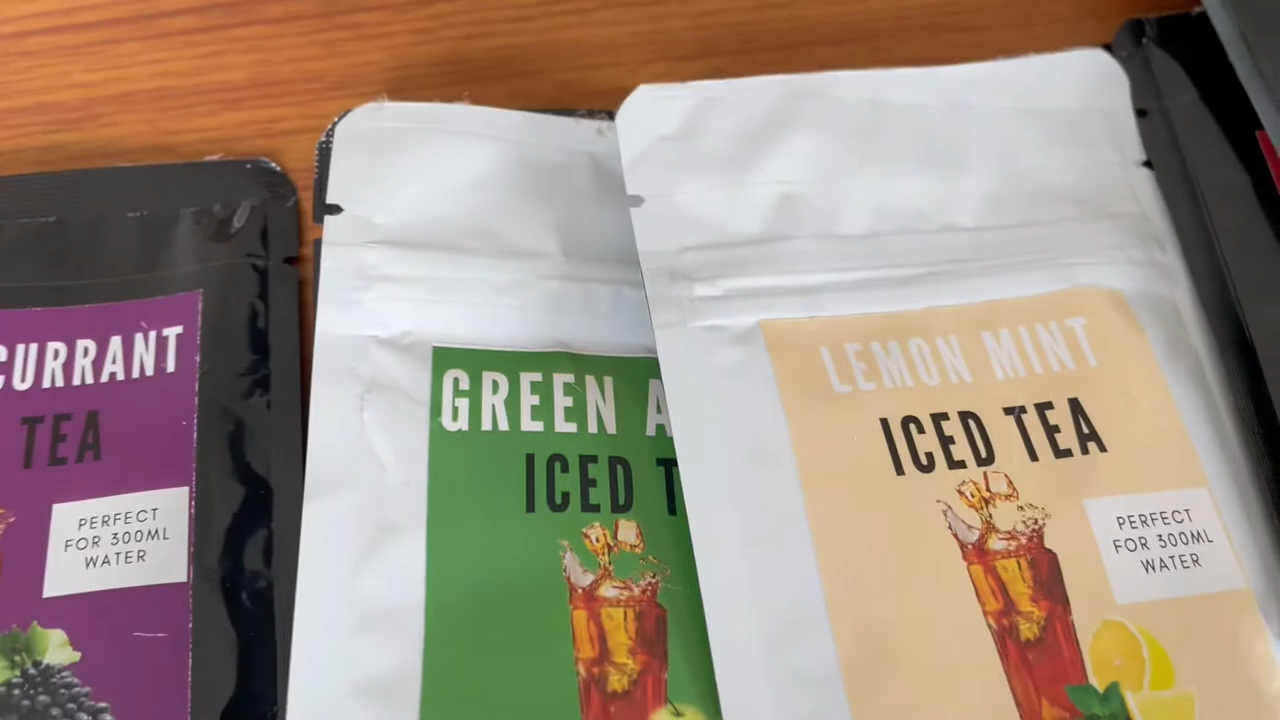 CURRANT
TEA
PERFECT
FOR 300ML
WATER
GREEN A
ICED T
LEMON MINT
ICED TEA
PERFECT
FOR 300ML
WATER